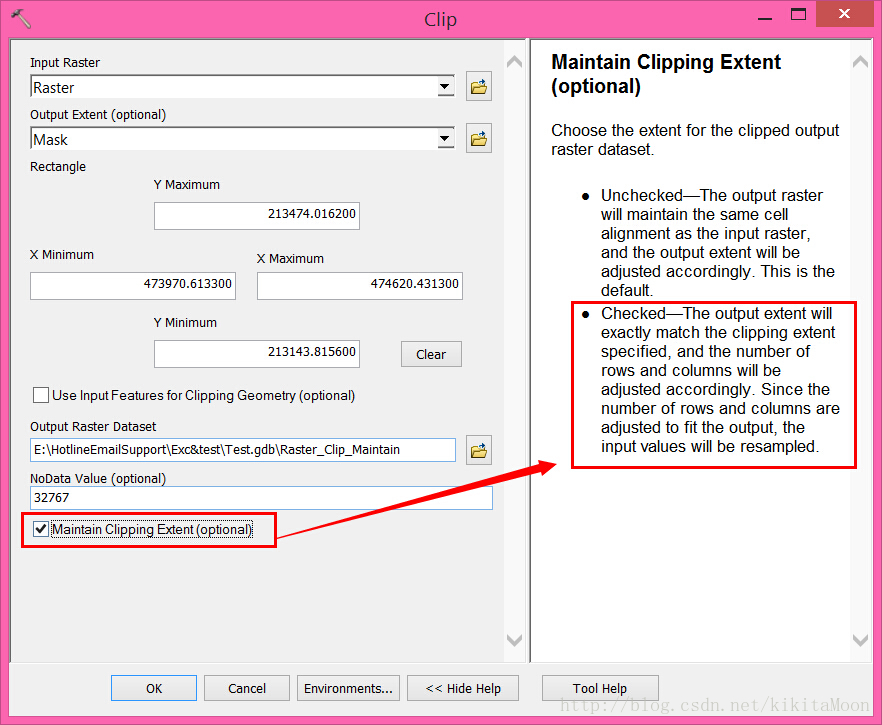 Clip
Input Raster
Raster
Output Extent (optional)
Mask
Rectangle
Y Maximum
213474.016200
X Minimum
X Maximum
473970.613300
474620.431300
Y Minimum
213143.815600
Clear
Use Input Features for Clipping Geometry (optional)
Output Raster Dataset
E:\HotlineEmailSupport\Exc&test\Test.gdb\Raster_Clip_Maintain
NoData Value (optional)
32767
Maintain Clipping Extent (optional)
Maintain Clipping Extent
(optional)
Choose the extent for the clipped output
raster dataset.
● Unchecked—The output raster
will maintain the same cell
alignment as the input raster,
and the output extent will be
adjusted accordingly. This is the
default.
● Checked—The output extent will
exactly match the clipping extent
specified, and the number of
rows and columns will be
adjusted accordingly. Since the
number of rows and columns are
adjusted to fit the output, the
input values will be resampled.
OK
Cancel
Environments...
<< Hide Help
Tool Help
http://blog.csdn.net/kikitaMoon